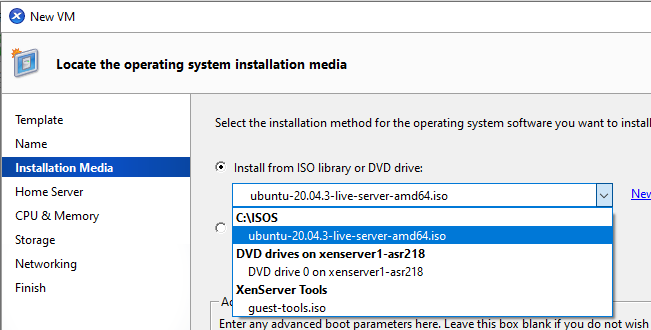 New VM
Locate the operating system installation media
Template
Name
Installation Media
Home Server
CPU & Memory
Storage
Networking
Finish
Select the installation method for the operating system software you want to install
Install from ISO library or DVD drive:
ubuntu-20.04.3-live-server-amd64.iso
New
C:\ISOS
ubuntu-20.04.3-live-server-amd64.iso
DVD drives on xenserver1-asr218
DVD drive 0 on xenserver1-asr218
XenServer Tools
guest-tools.iso
Enter any advanced boot parameters here. Leave this box blank if you do not wish